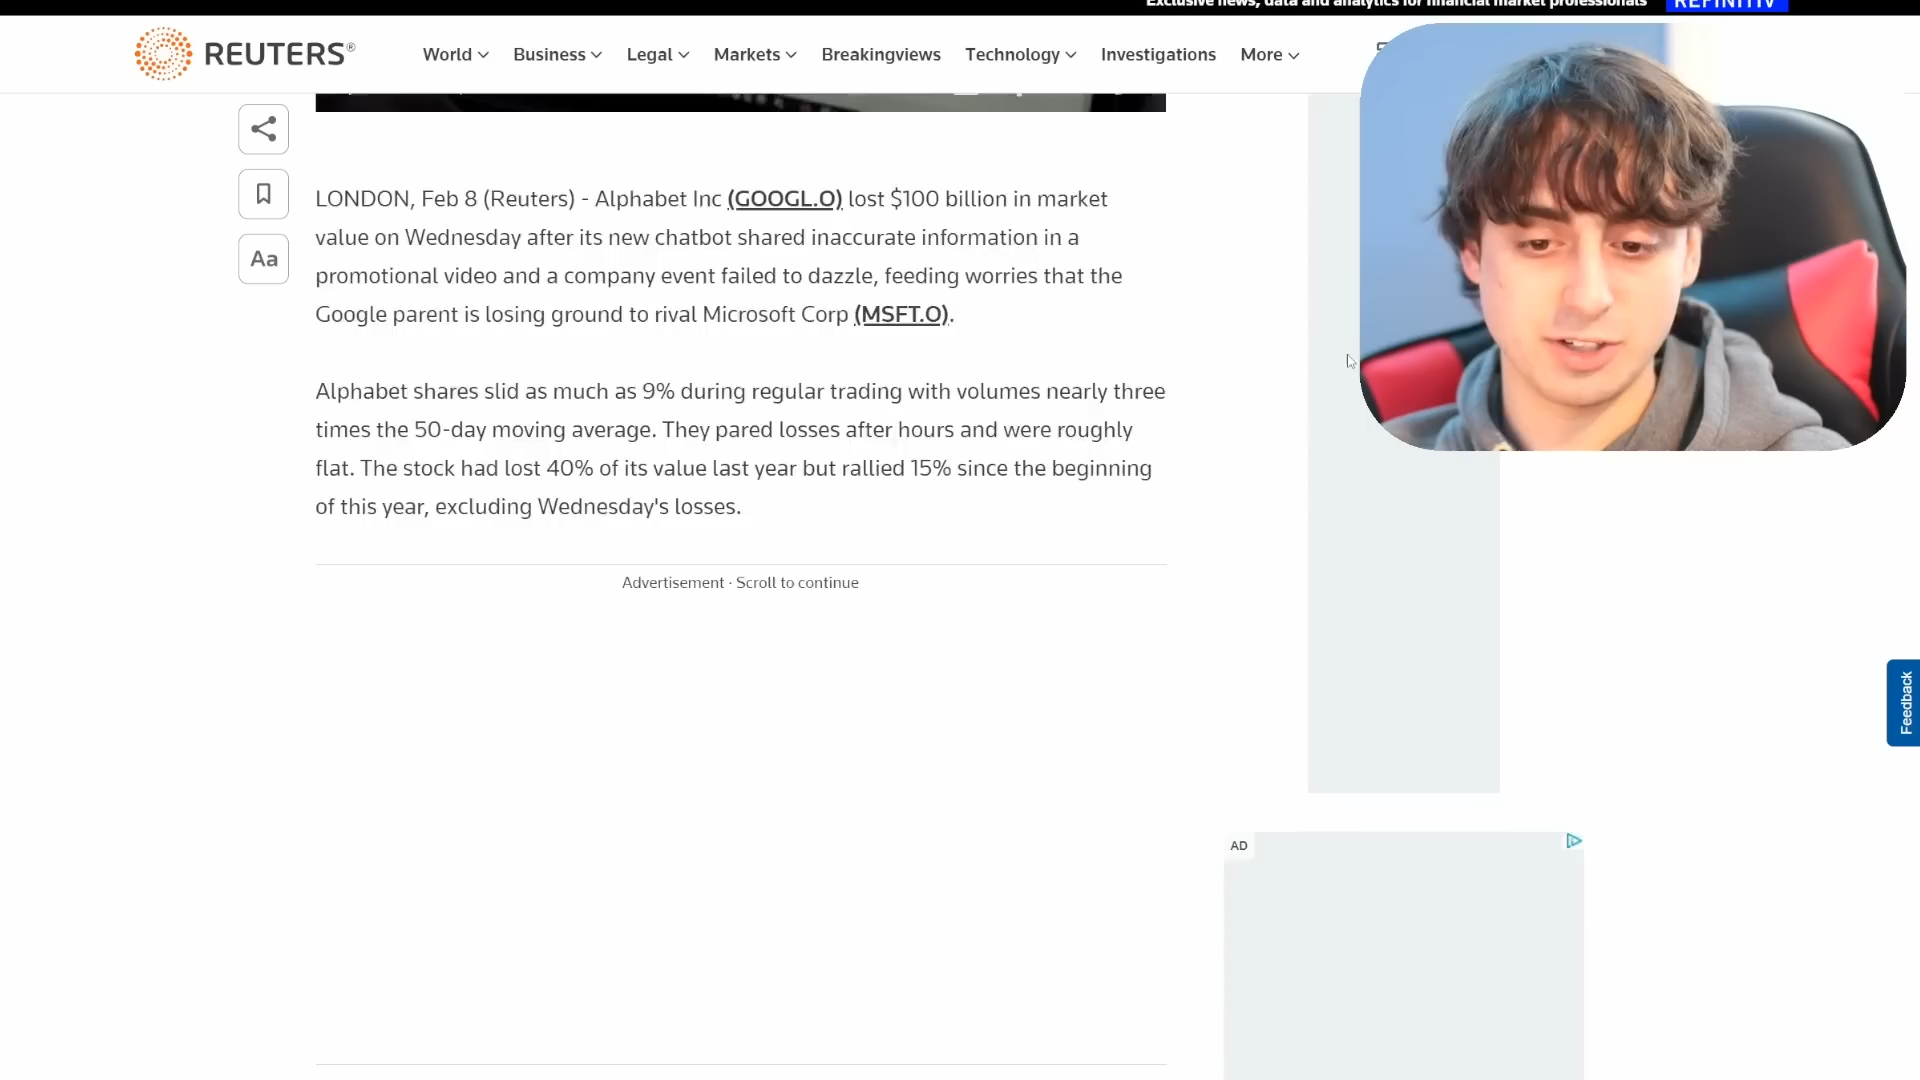 Exclusive news, data and analytics for financial market professionals REFINITIV
REUTERS®
World Business Legal Markets Breakingviews Technology Investigations More
LONDON, Feb 8 (Reuters) - Alphabet Inc (GOOGL.O) lost $100 billion in market
value on Wednesday after its new chatbot shared inaccurate information in a
promotional video and a company event failed to dazzle, feeding worries that the
Google parent is losing ground to rival Microsoft Corp (MSFT.O).
Aa
Alphabet shares slid as much as 9% during regular trading with volumes nearly three
times the 50-day moving average. They pared losses after hours and were roughly
flat. The stock had lost 40% of its value last year but rallied 15% since the beginning
of this year, excluding Wednesday's losses.
Advertisement · Scroll to continue
Feedback
AD